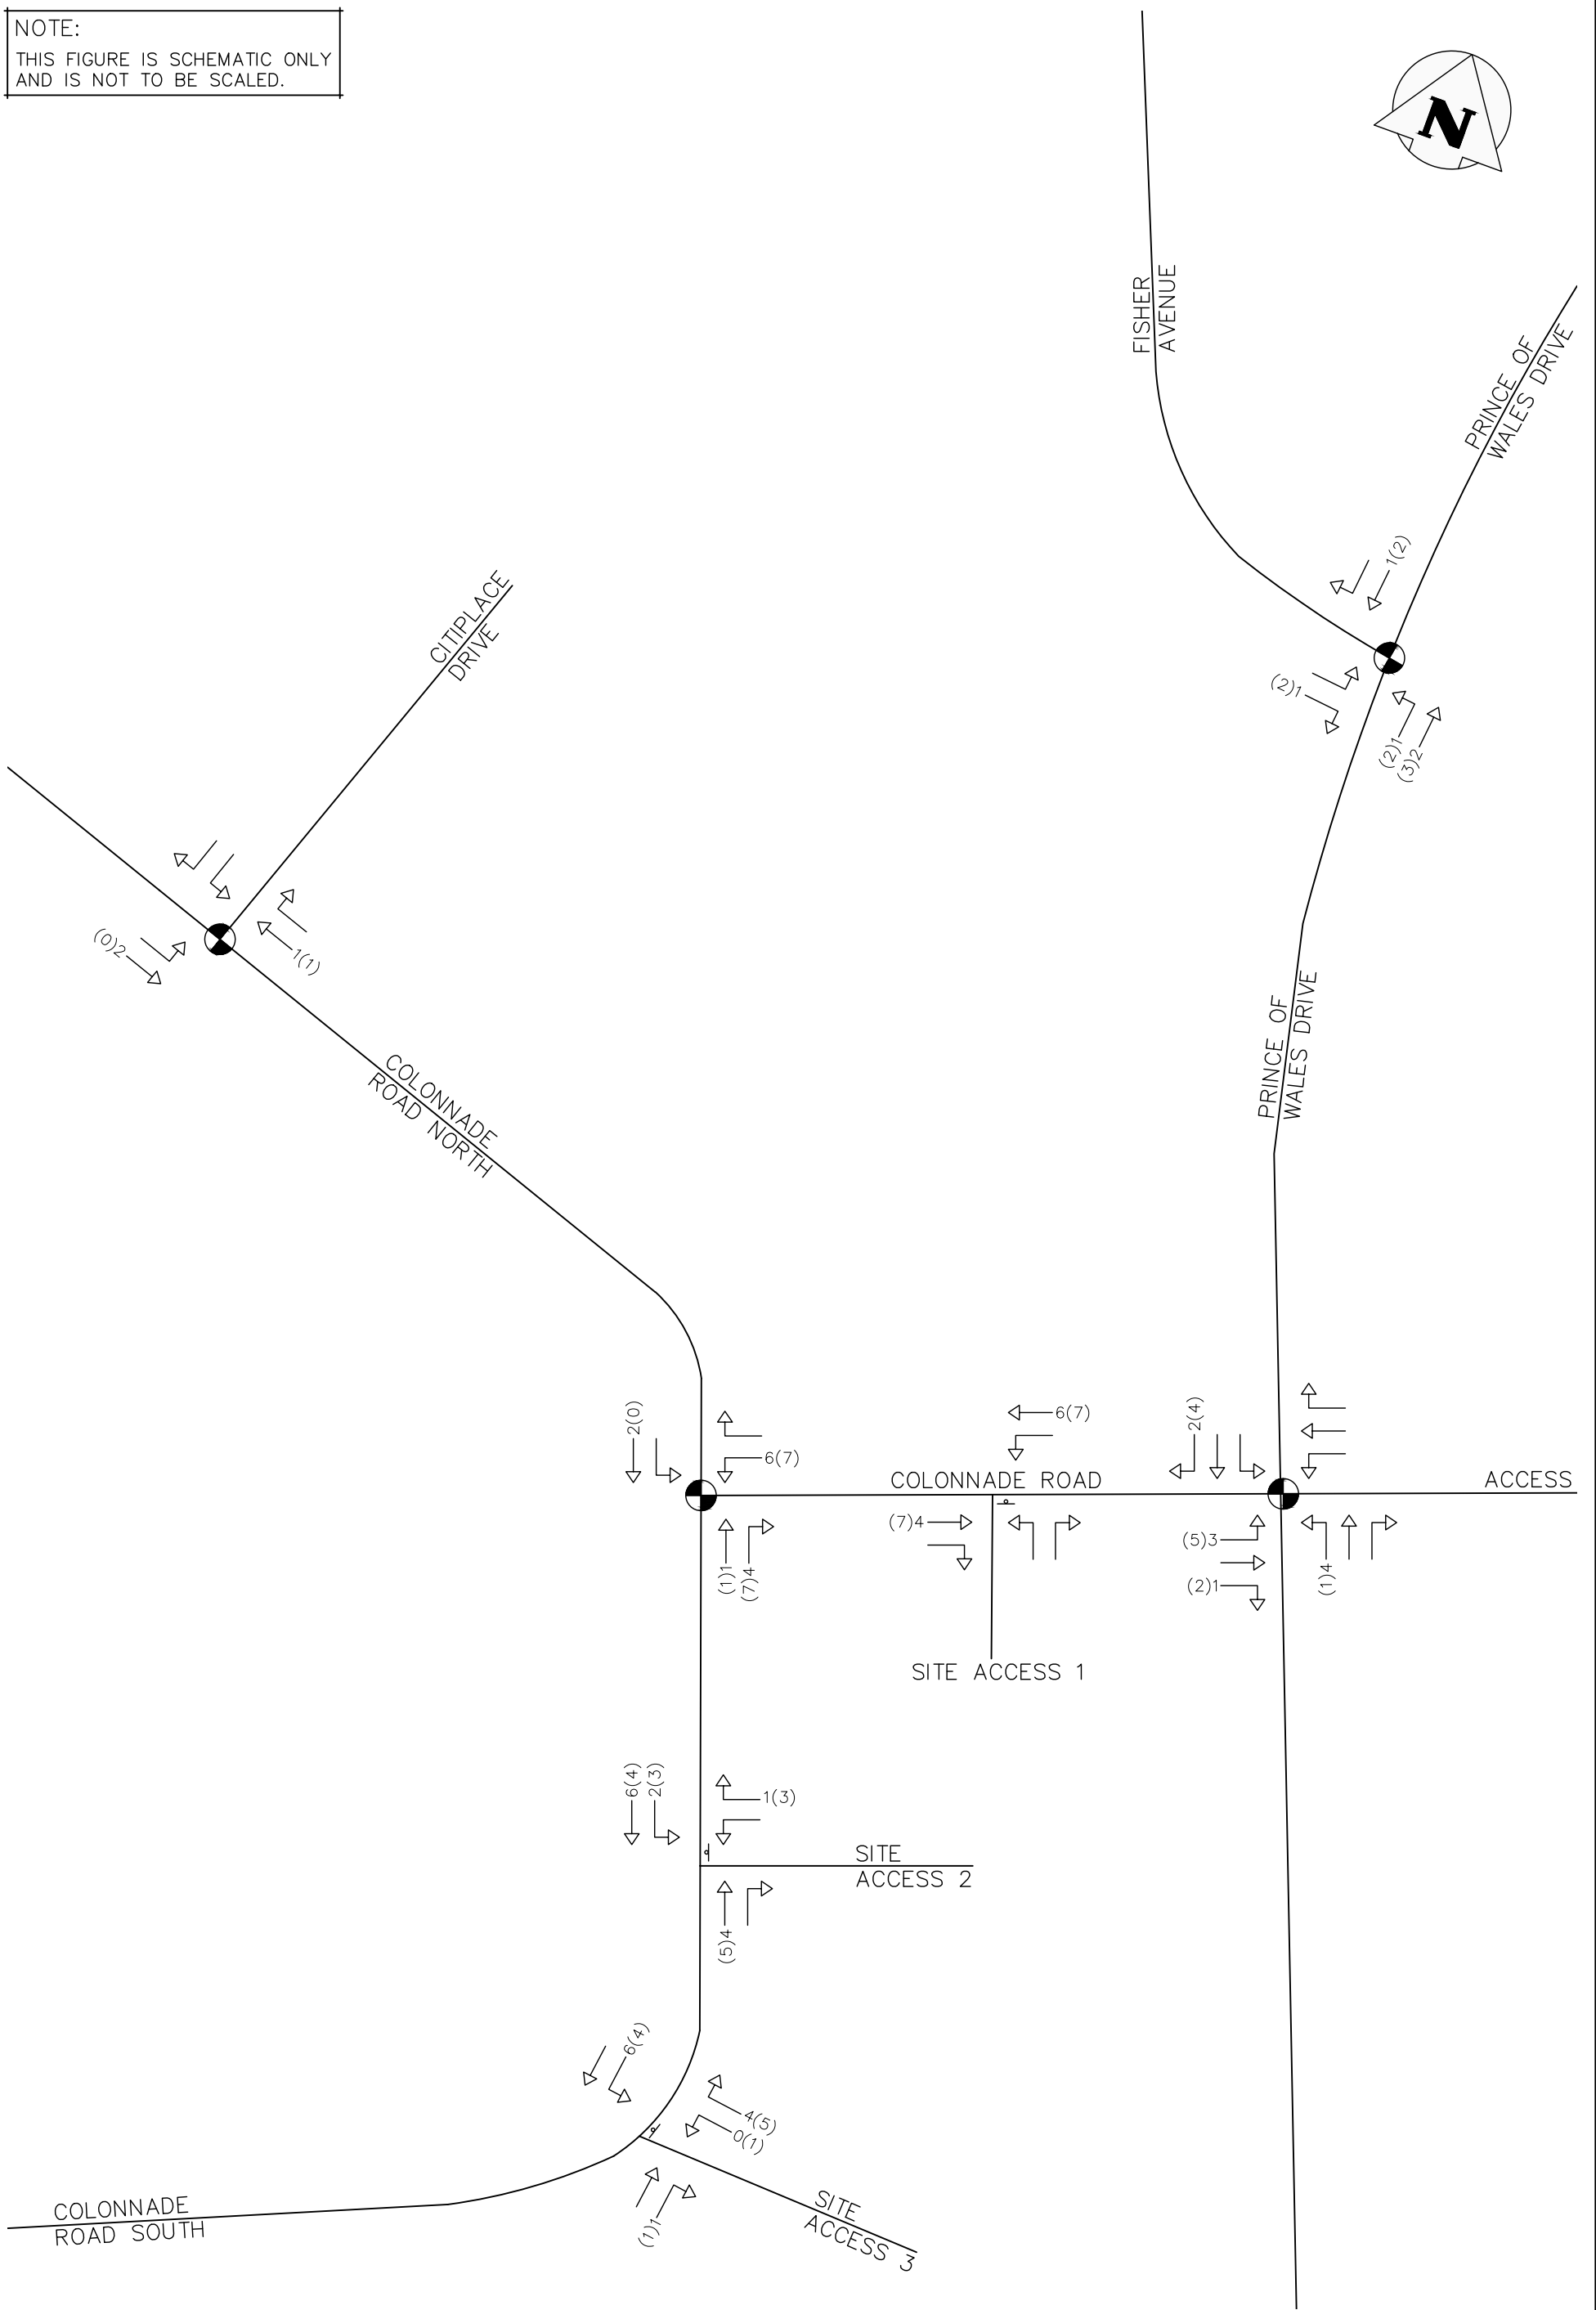 NOTE:
THIS FIGURE IS SCHEMATIC ONLY
AND IS NOT TO BE SCALED.
N
FISHER
AVENUE
PRINCE OF
WALES DRIVE
1(2)
(2)1
(2)1
(3)2
CITIPLACE
DRIVE
(0)2
1(1)
COLONNADE
ROAD NORTH
PRINCE OF
WALES DRIVE
2(0)
6(7)
6(7)
2(4)
COLONNADE ROAD
ACCESS
(7)4
(5)3
(2)1
(1)1
(7)4
(1)4
SITE ACCESS 1
6(4)
2(3)
1(3)
SITE
ACCESS 2
(5)4
6(4)
4(5)
0(1)
(1)1
SITE
ACCESS 3
COLONNADE
ROAD SOUTH